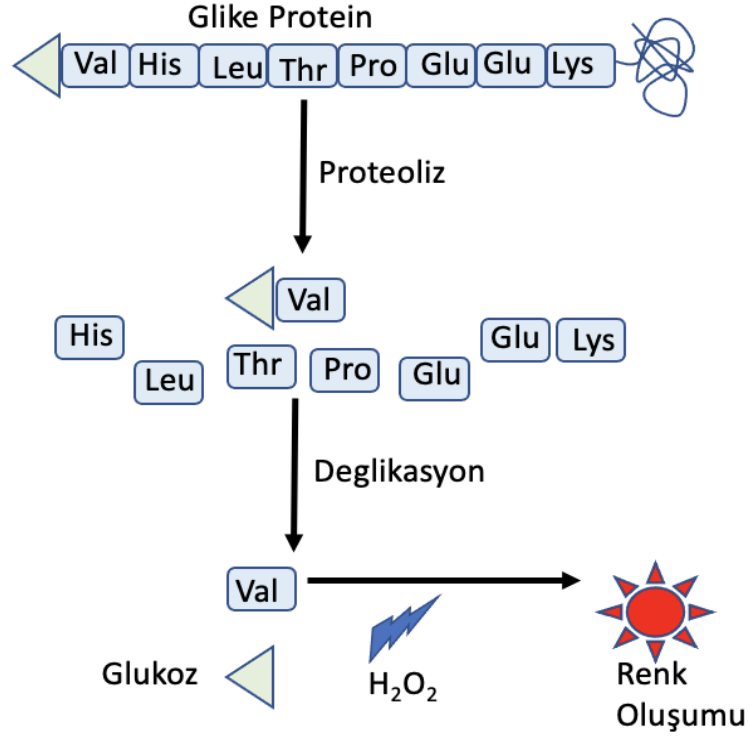 Glike Protein
Val His Leu Thr Pro Glu Glu Lys
Proteoliz
Val
His Leu Thr Pro Glu Glu Lys
Deglikasyon
Val
Glukoz
H₂O₂
Renk
Oluşumu